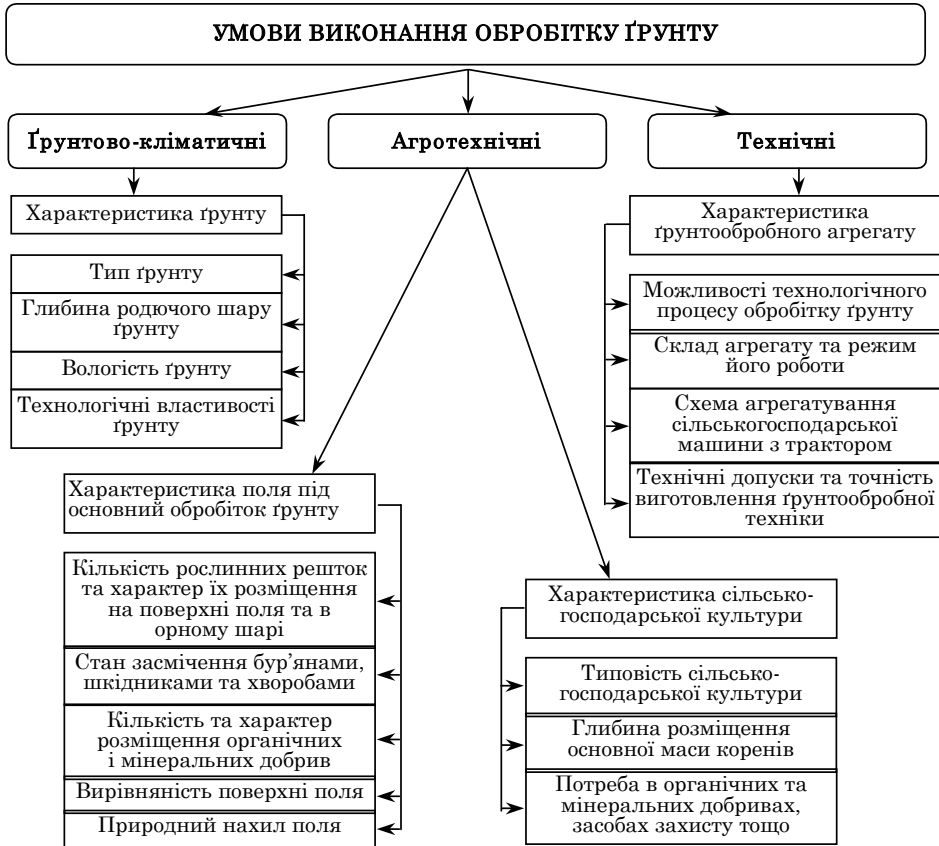 УМОВИ ВИКОНАННЯ ОБРОБІТКУ ҐРУНТУ
Ґрунтово-кліматичні
Агротехнічні
Технічні
Характеристика ґрунту
Тип ґрунту
Глибина родючого шару
ґрунту
Вологість ґрунту
Технологічні властивості
ґрунту
Характеристика
ґрунтообробного агрегату
Можливості технологічного
процесу обробітку ґрунту
Склад агрегату та режим
його роботи
Схема агрегатування
сільськогосподарської
машини з трактором
Технічні допуски та точність
виготовлення ґрунтообробної
техніки
Характеристика поля під
основний обробіток ґрунту
Кількість рослинних решток
та характер їх розміщення
на поверхні поля та в
орному шарі
Стан засмічення бур’янами,
шкідниками та хворобами
Кількість та характер
розміщення органічних
і мінеральних добрив
Вирівняність поверхні поля
Природний нахил поля
Характеристика сільсько-
господарської культури
Типовість сільсько-
господарської культури
Глибина розміщення
основної маси коренів
Потреба в органічних та
мінеральних добривах,
засобах захисту тощо